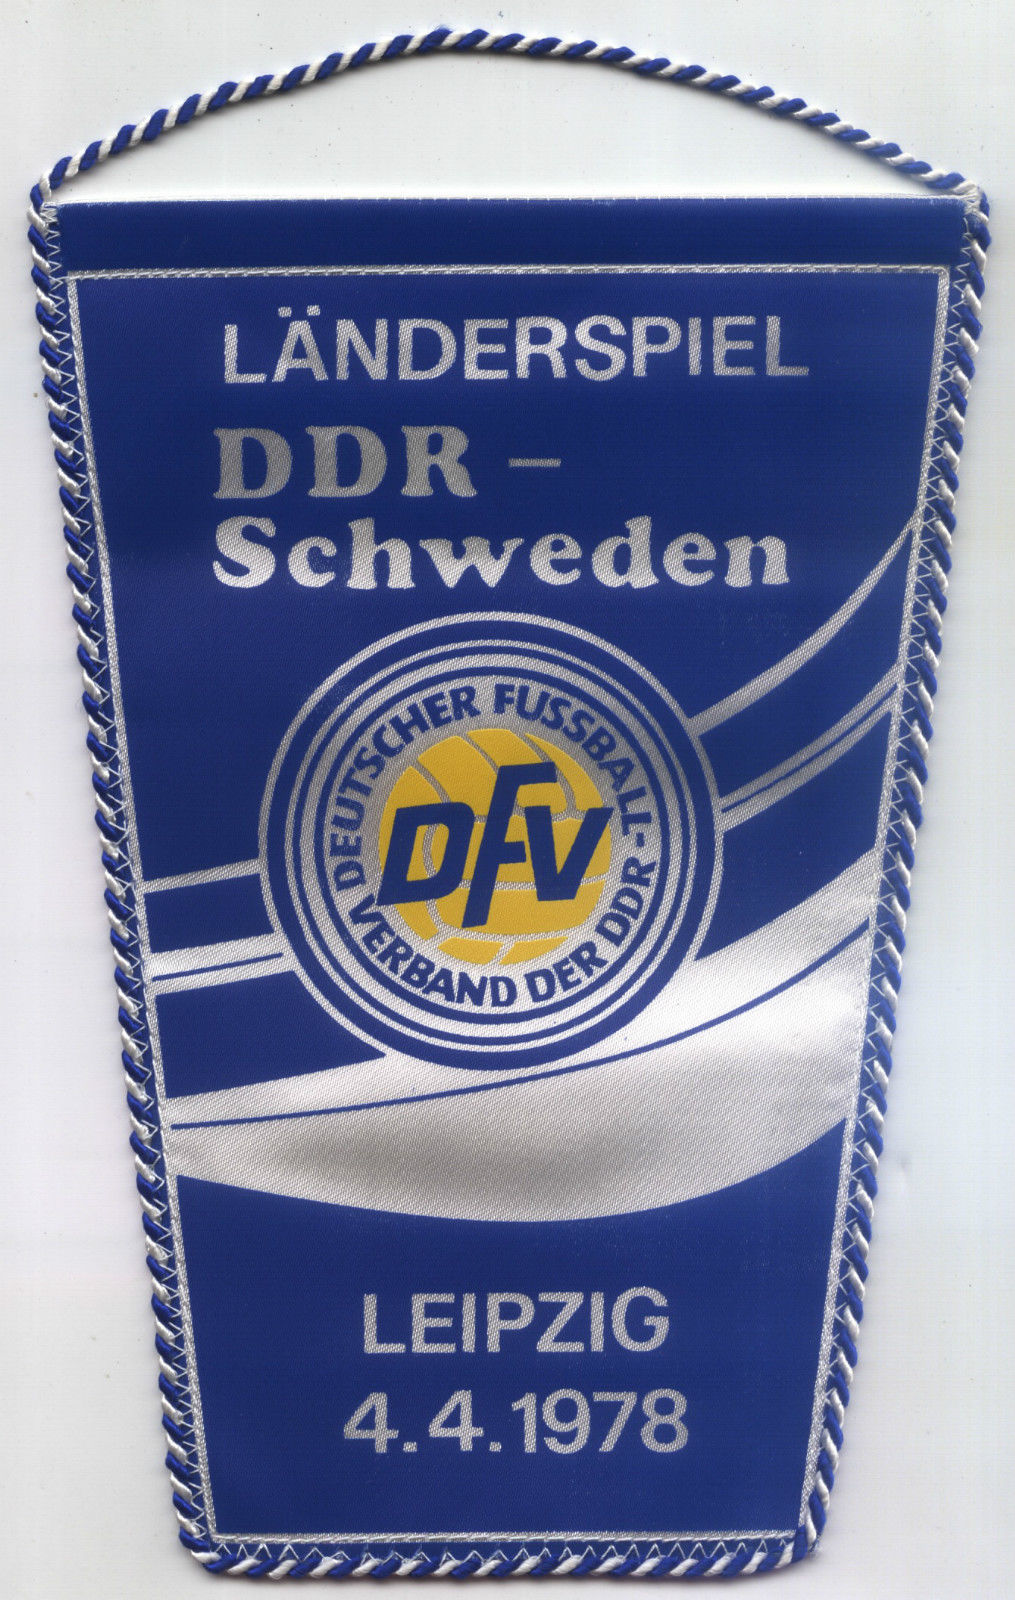 LÄNDERSPIEL
DDR –
Schweden
DEUTSCHER FUSSBALL-
VERBAND DER DDR
DFV
LEIPZIG
4.4.1978